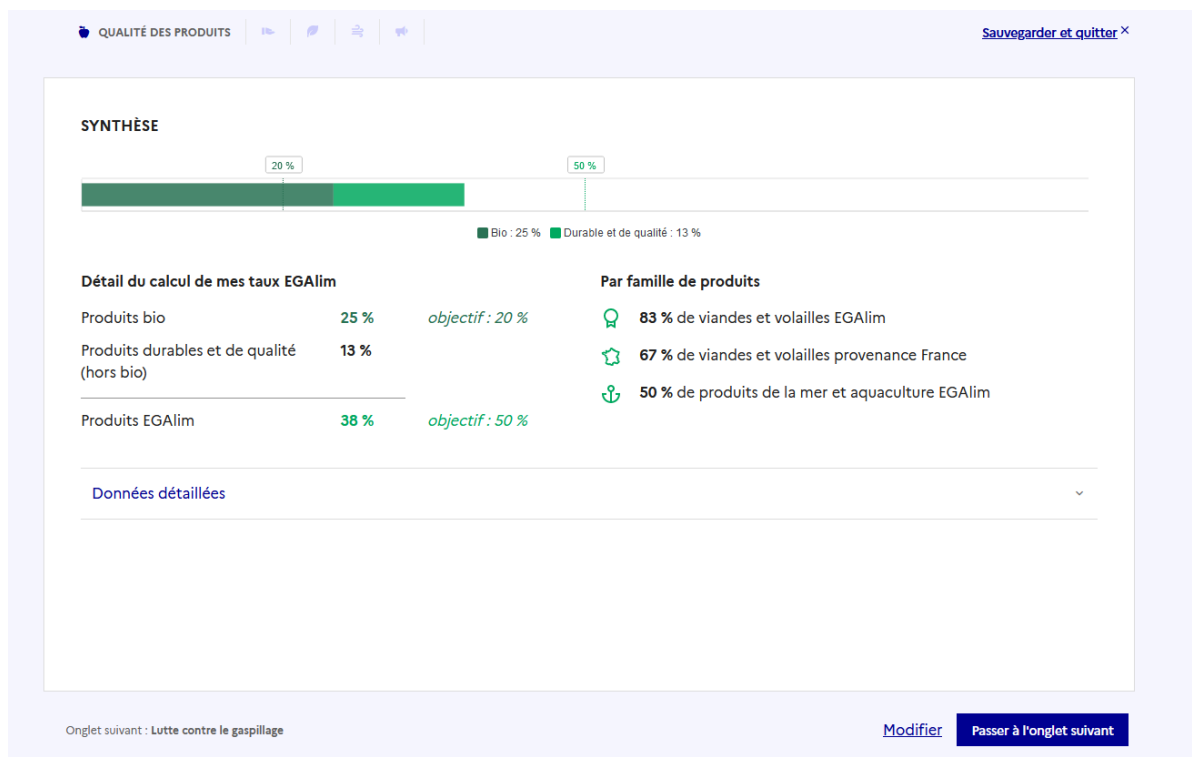 QUALITÉ DES PRODUITS
Sauvegarder et quitter ×
SYNTHÈSE
20 %
50 %
Bio : 25 %
Durable et de qualité : 13 %
Détail du calcul de mes taux EGAlim
Produits bio 25 % objectif : 20 %
Produits durables et de qualité 13 %
(hors bio)
Produits EGAlim 38 % objectif : 50 %
Par famille de produits
83 % de viandes et volailles EGAlim
67 % de viandes et volailles provenance France
50 % de produits de la mer et aquaculture EGAlim
Données détaillées
Onglet suivant : Lutte contre le gaspillage
Modifier
Passer à l'onglet suivant